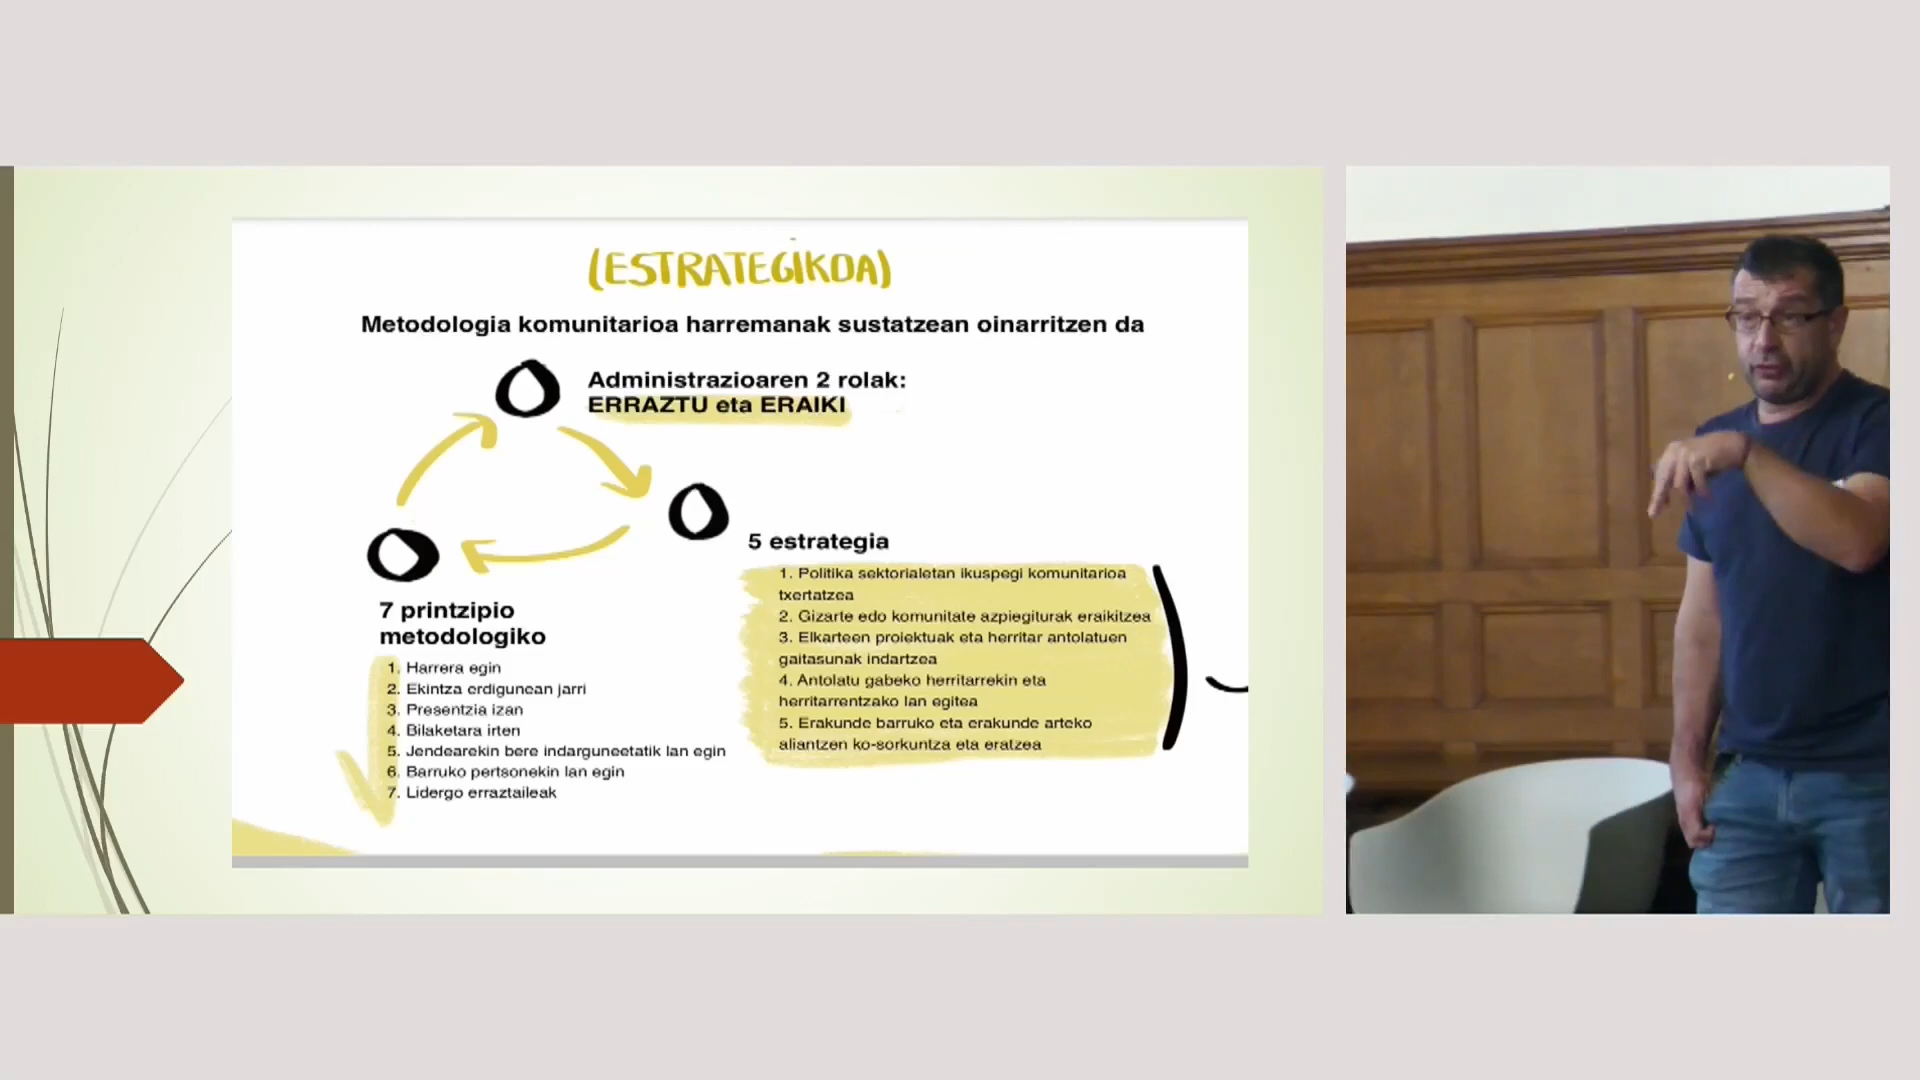 (ESTRATEGIKOA)
Metodologia komunitarioa harremanak sustatzean oinarritzen da
Administrazioaren 2 rolak:
ERRAZTU eta ERAIKI
5 estrategia
1. Politika sektorialetan ikuspegi komunitarioa
txertatzea
2. Gizarte edo komunitate azpiegiturak eraikitzea
3. Elkarteen proiektuak eta herritar antolatuen
gaitasunak indartzea
4. Antolatu gabeko herritarrekin eta
herritarrentzako lan egitea
5. Erakunde barruko eta erakunde arteko
aliantzen ko-sorkuntza eta eratzea
7 printzipio
metodologiko
1. Harrera egin
2. Ekintza erdigunean jarri
3. Presentzia izan
4. Bilaketara irten
5. Jendearekin bere indarguneetatik lan egin
6. Barruko pertsonekin lan egin
7. Lidergo erraztaileak